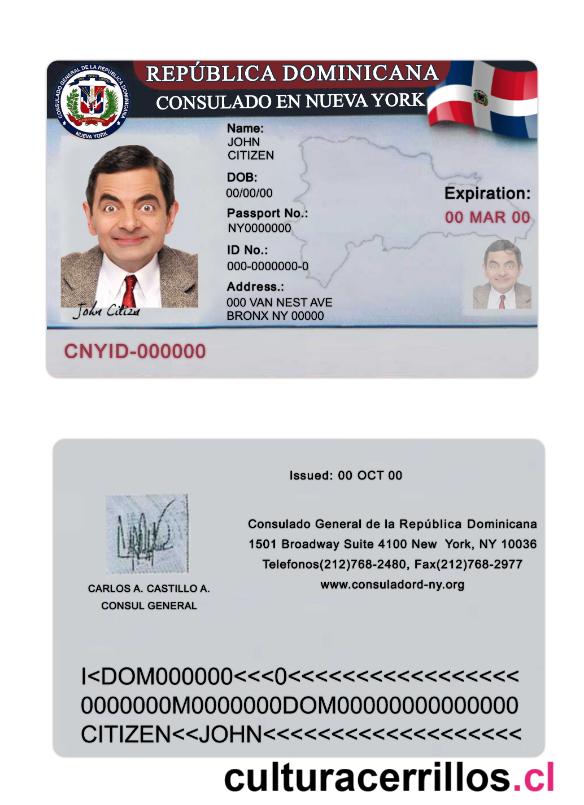 REPÚBLICA DOMINICANA
CONSULADO EN NUEVA YORK
CONSULADO GENERAL DE LA REPUBLICA DOMINICANA
NUEVA YORK
Name:
JOHN
CITIZEN
DOB:
00/00/00
Passport No.:
NY0000000
ID No.:
000-0000000-0
Address.:
000 VAN NEST AVE
BRONX NY 00000
Expiration:
00 MAR 00
John Citizn
CNYID-000000
Issued: 00 OCT 00
Consulado General de la República Dominicana
1501 Broadway Suite 4100 New York, NY 10036
Telefonos(212)768-2480, Fax(212)768-2977
www.consuladord-ny.org
CARLOS A. CASTILLO A.
CONSUL GENERAL
I<DOM000000<<<0<<<<<<<<<<<<<<<<<
0000000M0000000DOM00000000000000
CITIZEN<<JOHN<<<<<<<<<<<<<<<<<<<
culturacerrillos.cl